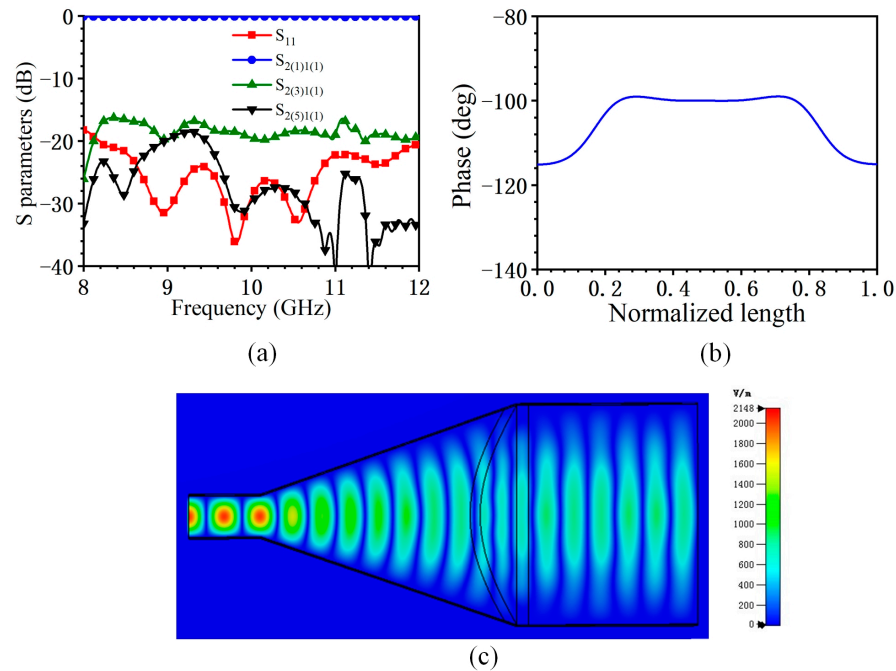 0
−10
−20
−30
−40
S parameters (dB)
S11
S2(1)1(1)
S2(3)1(1)
S2(5)1(1)
8 9 10 11 12
Frequency (GHz)
(a)
−80
−100
−120
−140
Phase (deg)
0.0 0.2 0.4 0.6 0.8 1.0
Normalized length
(b)
V/m
2148
2000
1800
1600
1400
1200
1000
800
600
400
200
0
(c)